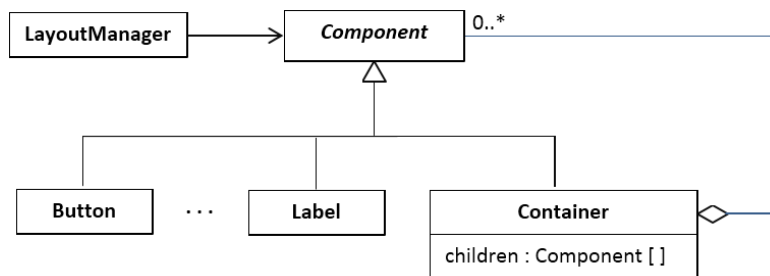 LayoutManager
Component
0..*
Button
...
Label
Container
children : Component [ ]